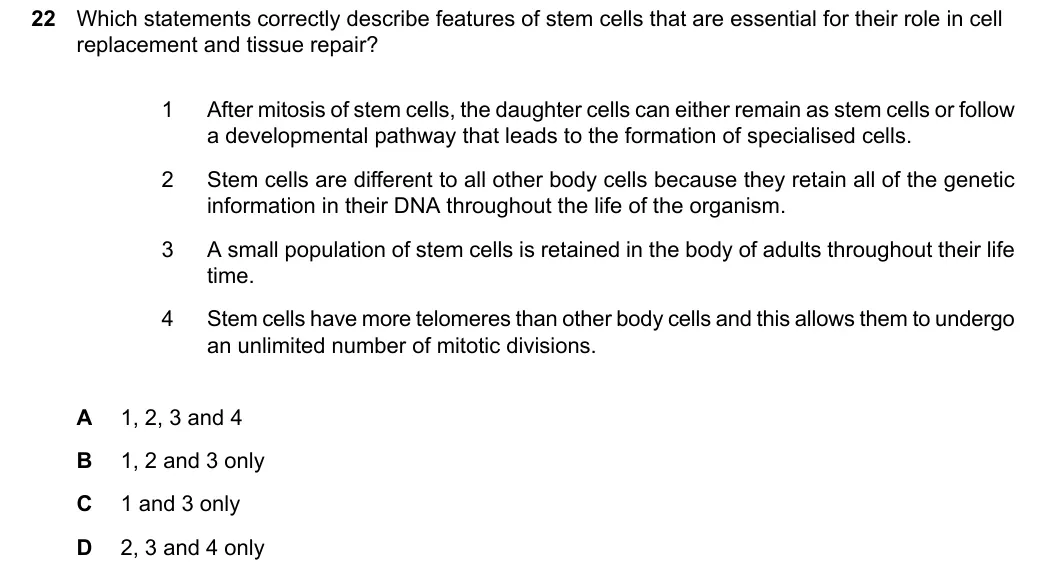 22 Which statements correctly describe features of stem cells that are essential for their role in cell
replacement and tissue repair?
1 After mitosis of stem cells, the daughter cells can either remain as stem cells or follow
a developmental pathway that leads to the formation of specialised cells.
2 Stem cells are different to all other body cells because they retain all of the genetic
information in their DNA throughout the life of the organism.
3 A small population of stem cells is retained in the body of adults throughout their life
time.
4 Stem cells have more telomeres than other body cells and this allows them to undergo
an unlimited number of mitotic divisions.
A 1, 2, 3 and 4
B 1, 2 and 3 only
C 1 and 3 only
D 2, 3 and 4 only